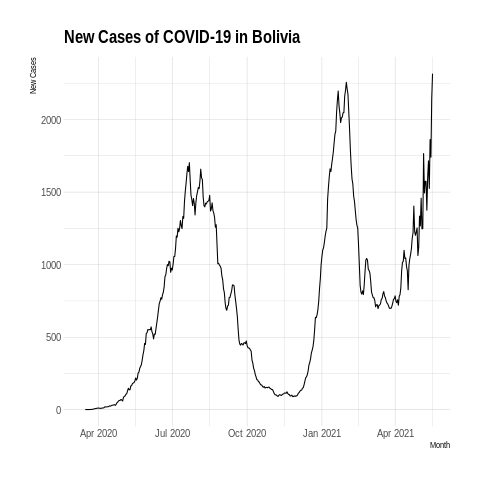 New Cases of COVID-19 in Bolivia
New Cases
2000
1500
1000
500
0
Apr 2020 Jul 2020 Oct 2020 Jan 2021 Apr 2021
Month